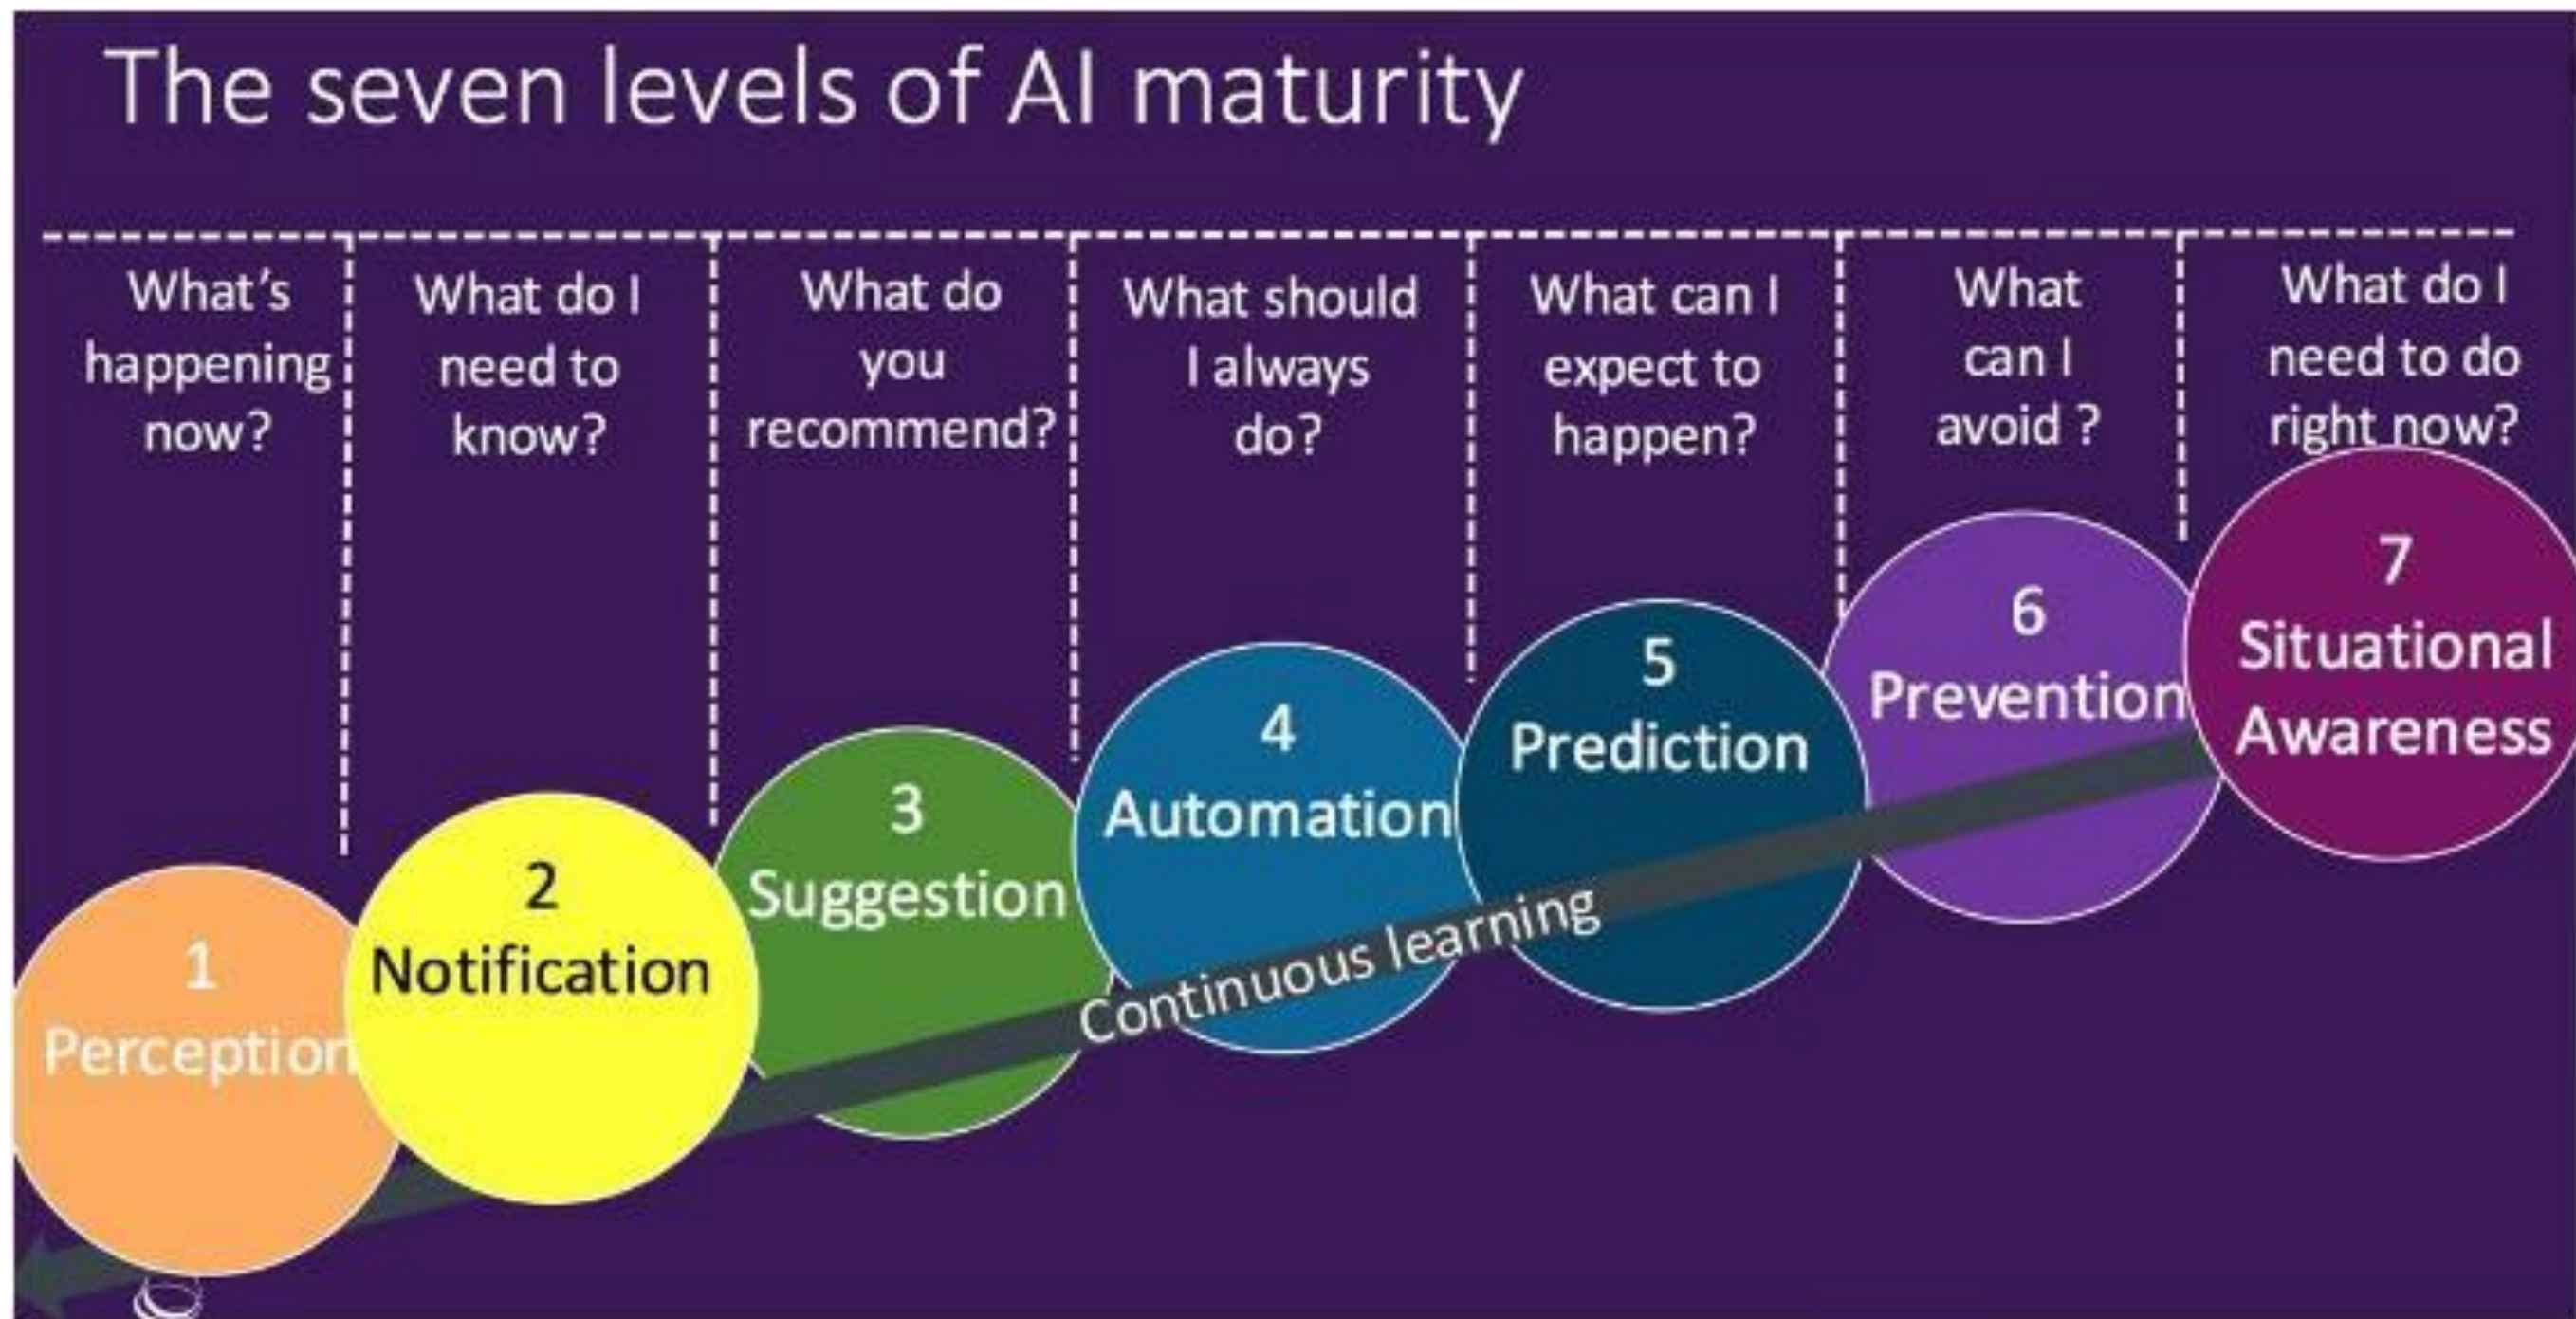 The seven levels of AI maturity
What's
happening
now?
What do I
need to
know?
What do
you
recommend?
What should
I always
do?
What can I
expect to
happen?
What
can I
avoid ?
What do I
need to do
right now?
1
Perception
2
Notification
3
Suggestion
4
Automation
5
Prediction
6
Prevention
7
Situational
Awareness
Continuous learning